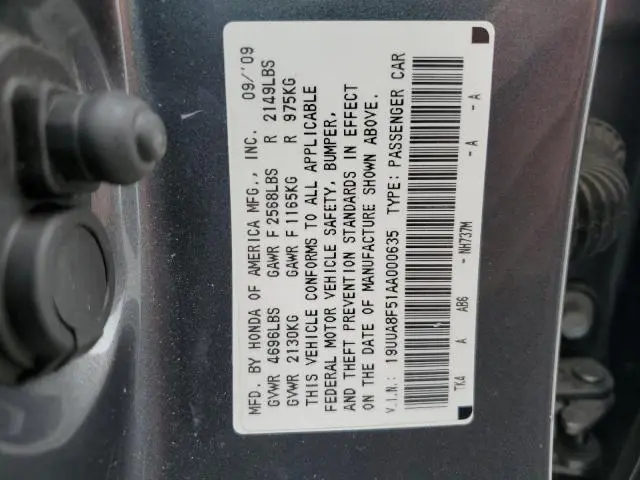 MFD. BY HONDA OF AMERICA MFG., INC. 09/'09
GVWR 4696LBS GAWR F 2568LBS R 2149LBS
GVWR 2130KG GAWR F 1165KG R 975KG
THIS VEHICLE CONFORMS TO ALL APPLICABLE
FEDERAL MOTOR VEHICLE SAFETY, BUMPER,
AND THEFT PREVENTION STANDARDS IN EFFECT
ON THE DATE OF MANUFACTURE SHOWN ABOVE.
V.I.N.: 19UUA8F51AA000635 TYPE: PASSENGER CAR
TK4 A AB6 - NH737M - A - A